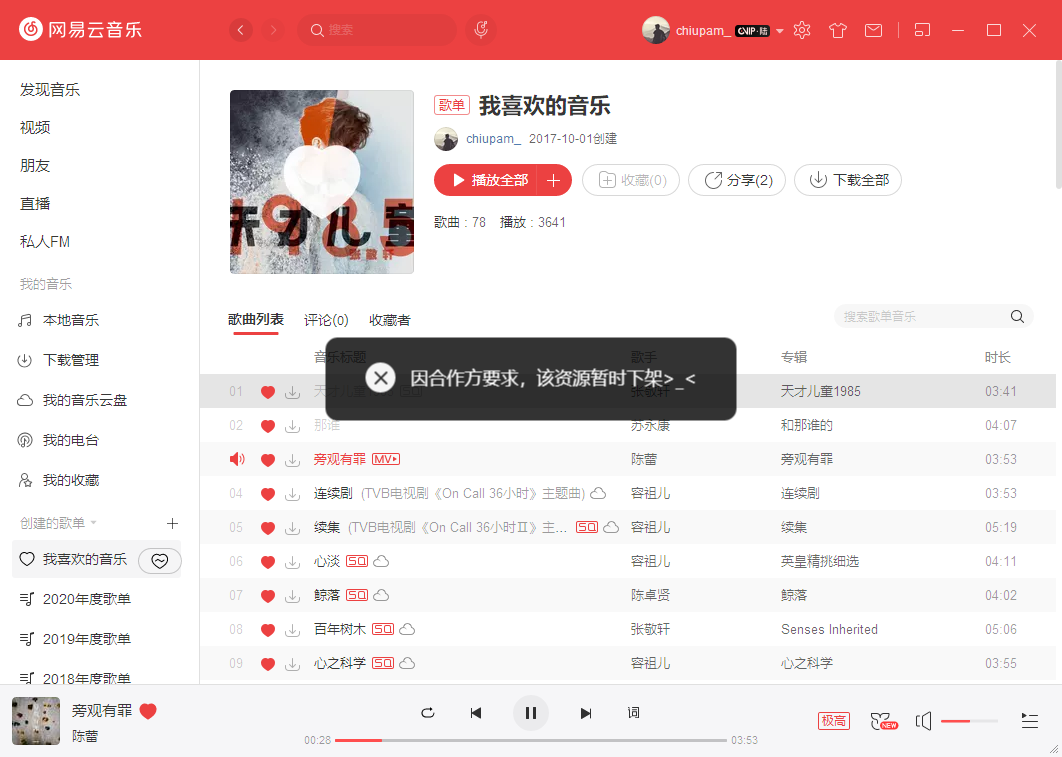 网易云音乐
搜索
chiupam_
CVIP·陆
发现音乐
视频
朋友
直播
私人FM
我的音乐
本地音乐
下载管理
我的音乐云盘
我的电台
我的收藏
创建的歌单
我喜欢的音乐
2020年度歌单
2019年度歌单
2018年度歌单
天才儿童
1985
张敬轩
歌单 我喜欢的音乐
chiupam_ 2017-10-01创建
播放全部 收藏(0) 分享(2) 下载全部
歌曲 : 78 播放 : 3641
歌曲列表 评论(0) 收藏者
搜索歌单音乐
音乐标题 歌手 专辑 时长
因合作方要求，该资源暂时下架>_<
01 张敬轩 天才儿童1985 03:41
02 那谁 苏永康 和那谁的 04:07
旁观有罪 MV 陈蕾 旁观有罪 03:53
04 连续剧 (TVB电视剧《On Call 36小时》主题曲) 容祖儿 连续剧 03:53
05 续集 (TVB电视剧《On Call 36小时Ⅱ》主... SQ 容祖儿 续集 05:19
06 心淡 SQ 容祖儿 英皇精挑细选 04:11
07 鲸落 SQ 陈卓贤 鲸落 04:02
08 百年树木 SQ 张敬轩 Senses Inherited 05:06
09 心之科学 SQ 容祖儿 心之科学 03:55
旁观有罪
陈蕾
词
00:28 03:53
极高
NEW